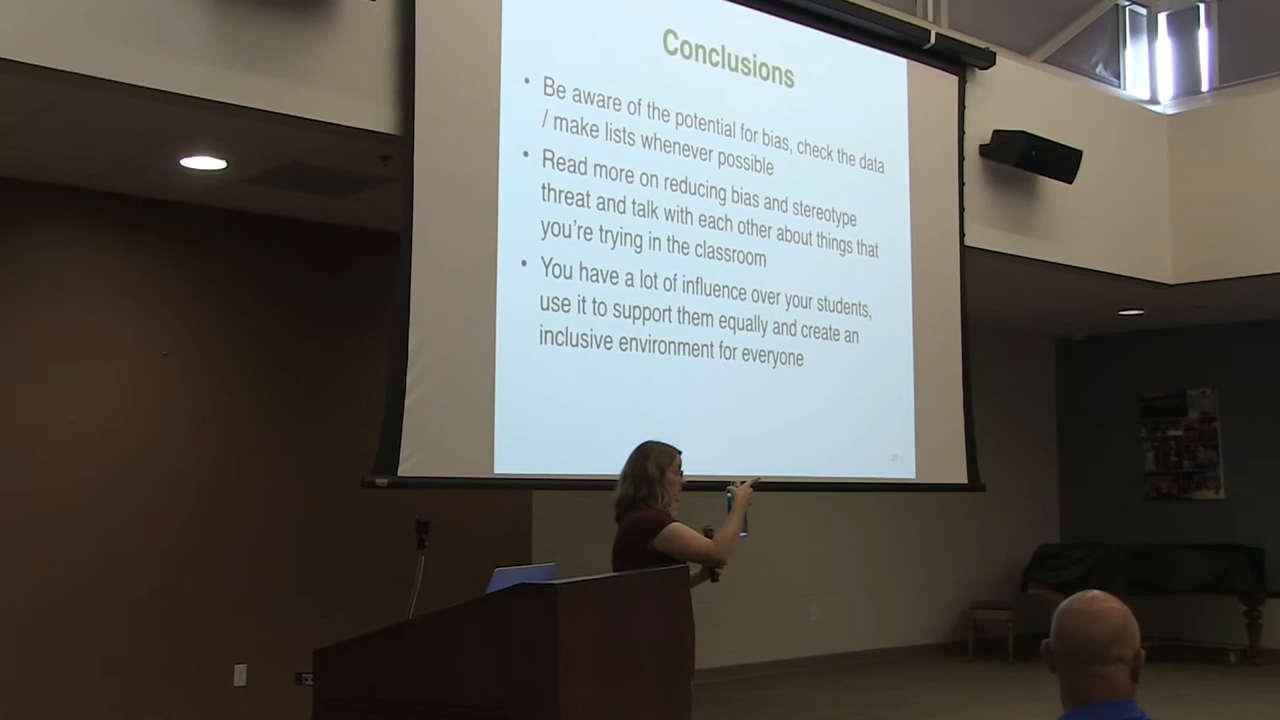 Conclusions
• Be aware of the potential for bias, check the data
/ make lists whenever possible
• Read more on reducing bias and stereotype
threat and talk with each other about things that
you're trying in the classroom
• You have a lot of influence over your students,
use it to support them equally and create an
inclusive environment for everyone